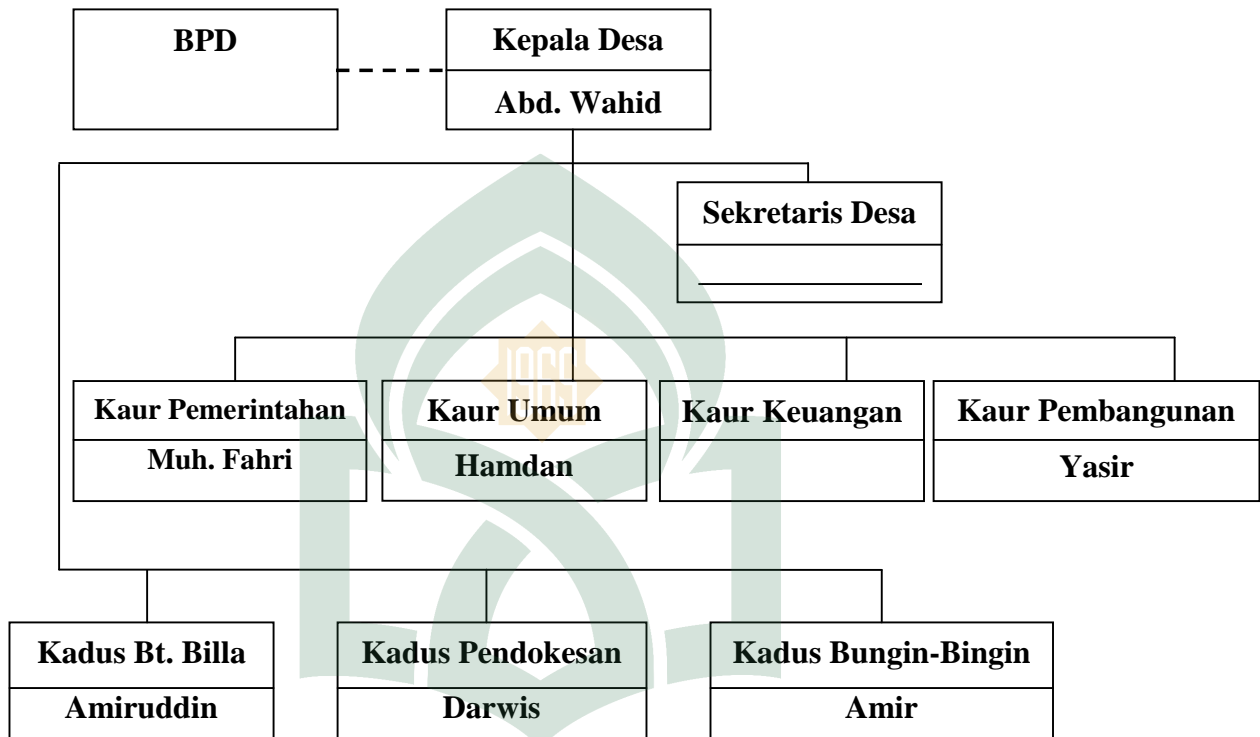 BPD
Kepala Desa
Abd. Wahid
Sekretaris Desa
Kaur Pemerintahan
Muh. Fahri
Kaur Umum
Hamdan
Kaur Keuangan
Kaur Pembangunan
Yasir
1965
Kadus Bt. Billa
Amiruddin
Kadus Pendokesan
Darwis
Kadus Bungin-Bingin
Amir